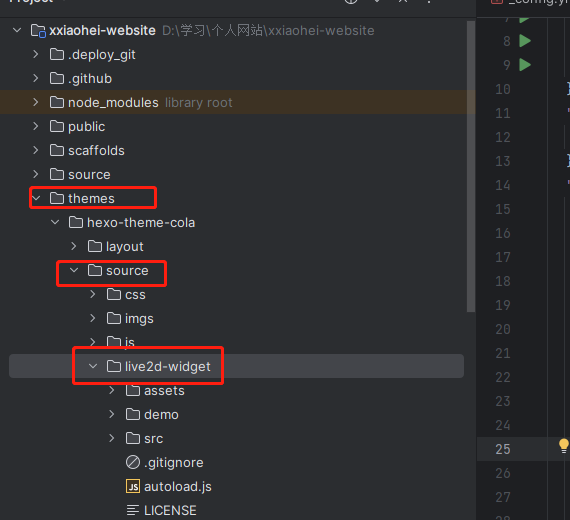 _config.y
xxiaohei-website D:\学习\个人网站\xxiaohei-website
.deploy_git
.github
node_modules library root
public
scaffolds
source
themes
hexo-theme-cola
layout
source
css
imgs
js
live2d-widget
assets
demo
src
.gitignore
JS autoload.js
LICENSE
8
9
10 }
11 "
12
13 }
14 "
15
16
17
18
19
20
21
22
23
24
25
26
27